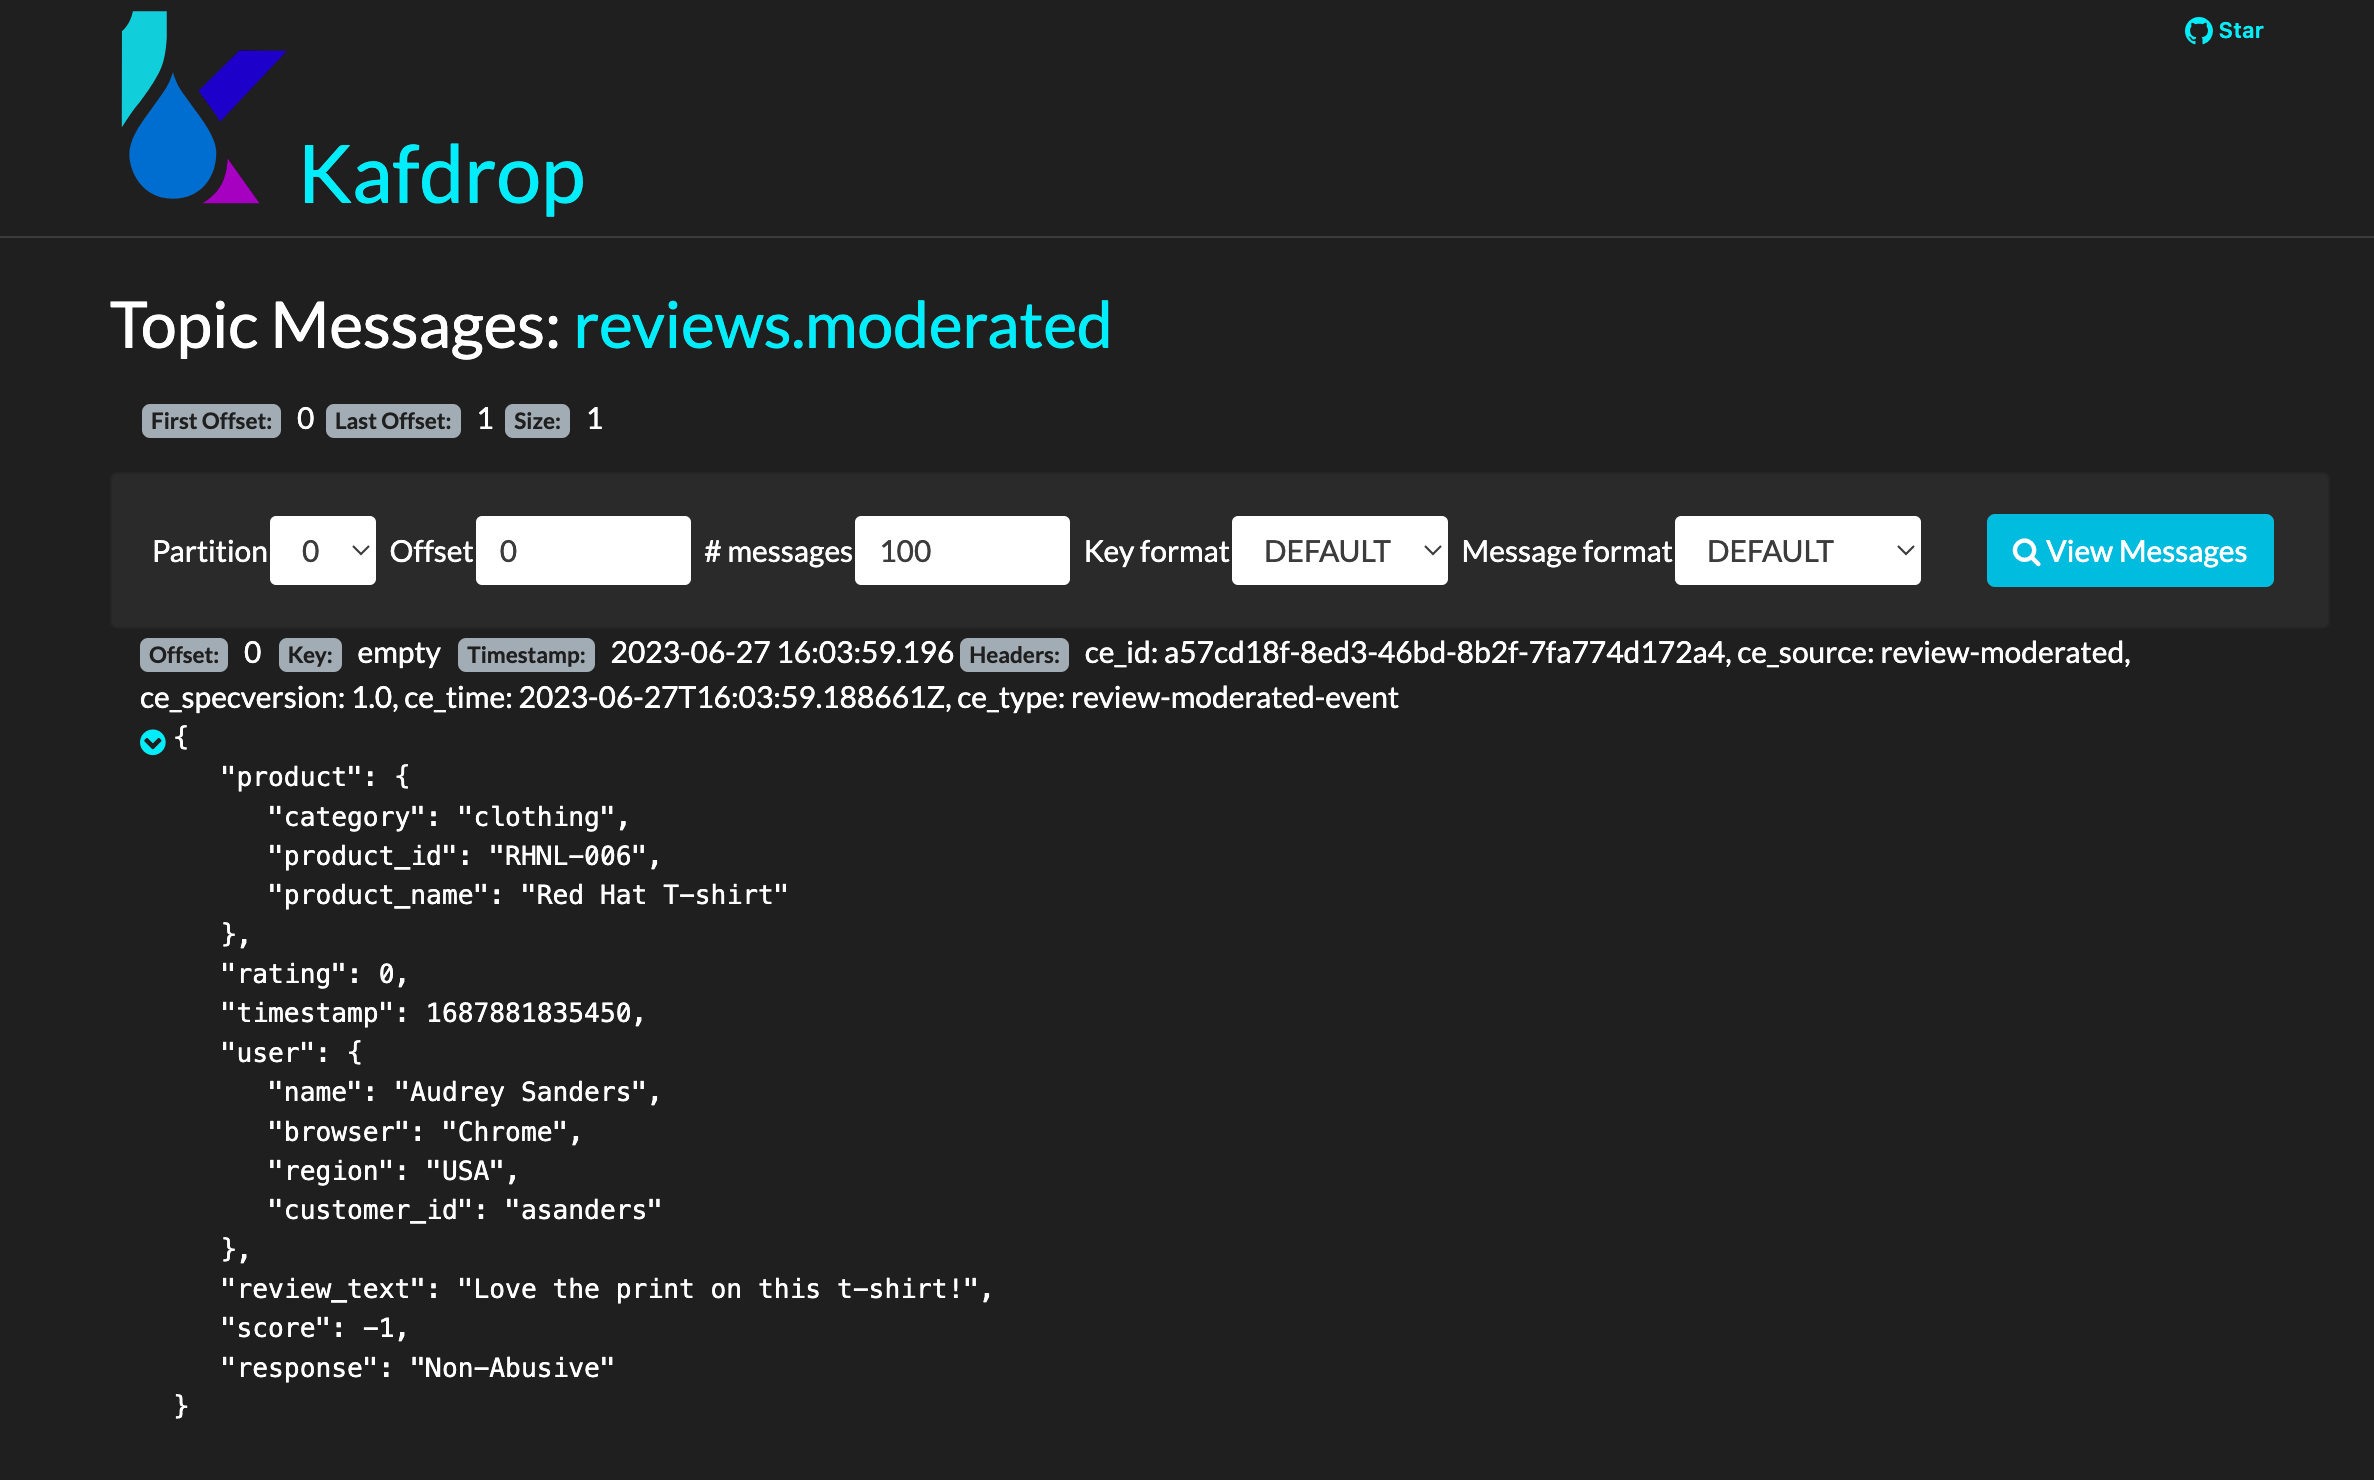 Star
Kafdrop
Topic Messages: reviews.moderated
First Offset: 0 Last Offset: 1 Size: 1
Partition 0 Offset 0 # messages 100 Key format DEFAULT Message format DEFAULT View Messages
Offset: 0 Key: empty Timestamp: 2023-06-27 16:03:59.196 Headers: ce_id: a57cd18f-8ed3-46bd-8b2f-7fa774d172a4, ce_source: review-moderated,
ce_specversion: 1.0, ce_time: 2023-06-27T16:03:59.188661Z, ce_type: review-moderated-event
{
"product": {
"category": "clothing",
"product_id": "RHNL-006",
"product_name": "Red Hat T-shirt"
},
"rating": 0,
"timestamp": 1687881835450,
"user": {
"name": "Audrey Sanders",
"browser": "Chrome",
"region": "USA",
"customer_id": "asanders"
},
"review_text": "Love the print on this t-shirt!",
"score": -1,
"response": "Non-Abusive"
}